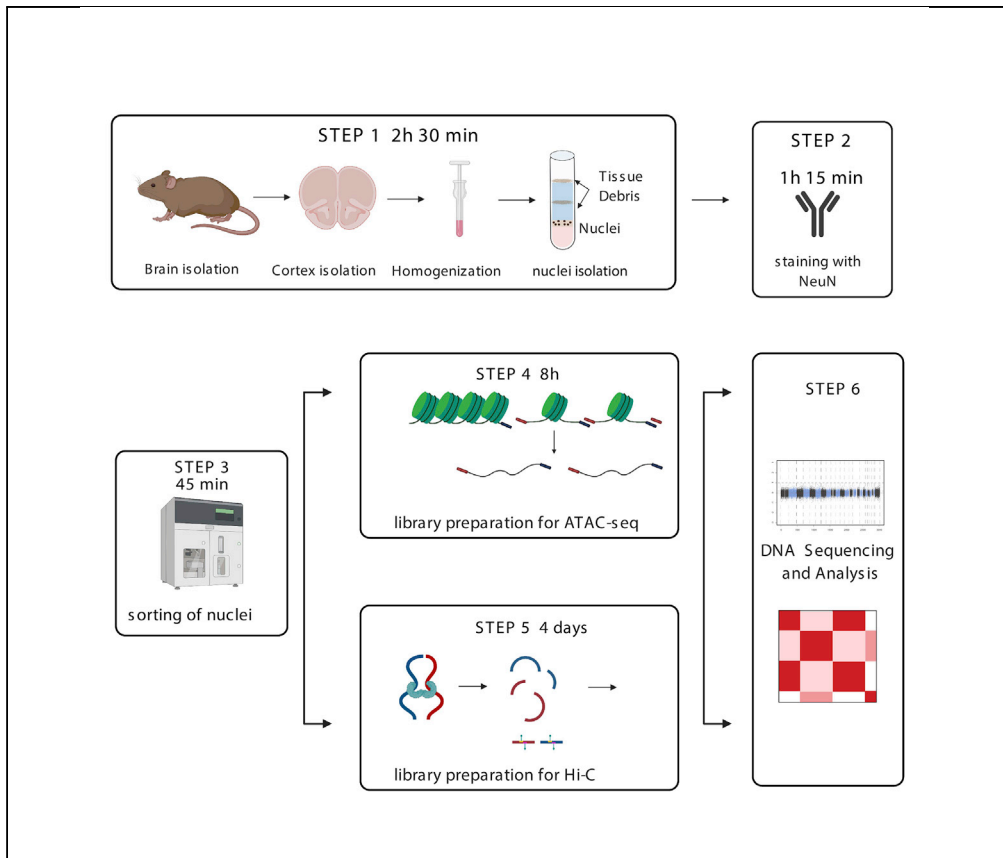 STEP 1 2h 30 min
Tissue
Debris
Nuclei
Brain isolation
Cortex isolation
Homogenization
nuclei isolation
STEP 2
1h 15 min
staining with
NeuN
STEP 3
45 min
sorting of nuclei
STEP 4 8h
library preparation for ATAC-seq
STEP 5 4 days
library preparation for Hi-C
STEP 6
DNA Sequencing
and Analysis